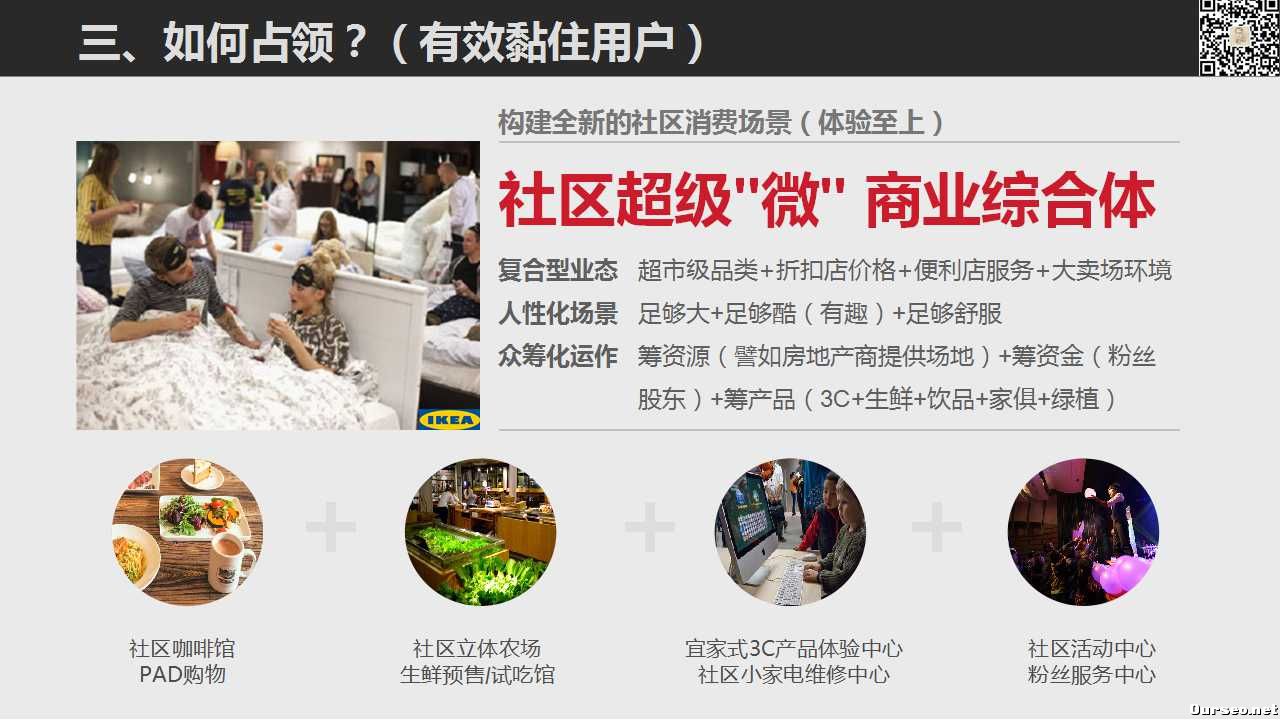 三、如何占领？（有效黏住用户）
构建全新的社区消费场景（体验至上）
社区超级"微" 商业综合体
复合型业态 超市级品类+折扣店价格+便利店服务+大卖场环境
人性化场景 足够大+足够酷（有趣）+足够舒服
众筹化运作 筹资源（譬如房地产商提供场地）+筹资金（粉丝
股东）+筹产品（3C+生鲜+饮品+家俱+绿植）
IKEA
社区咖啡馆
PAD购物
社区立体农场
生鲜预售/试吃馆
宜家式3C产品体验中心
社区小家电维修中心
社区活动中心
粉丝服务中心
Durseo.net